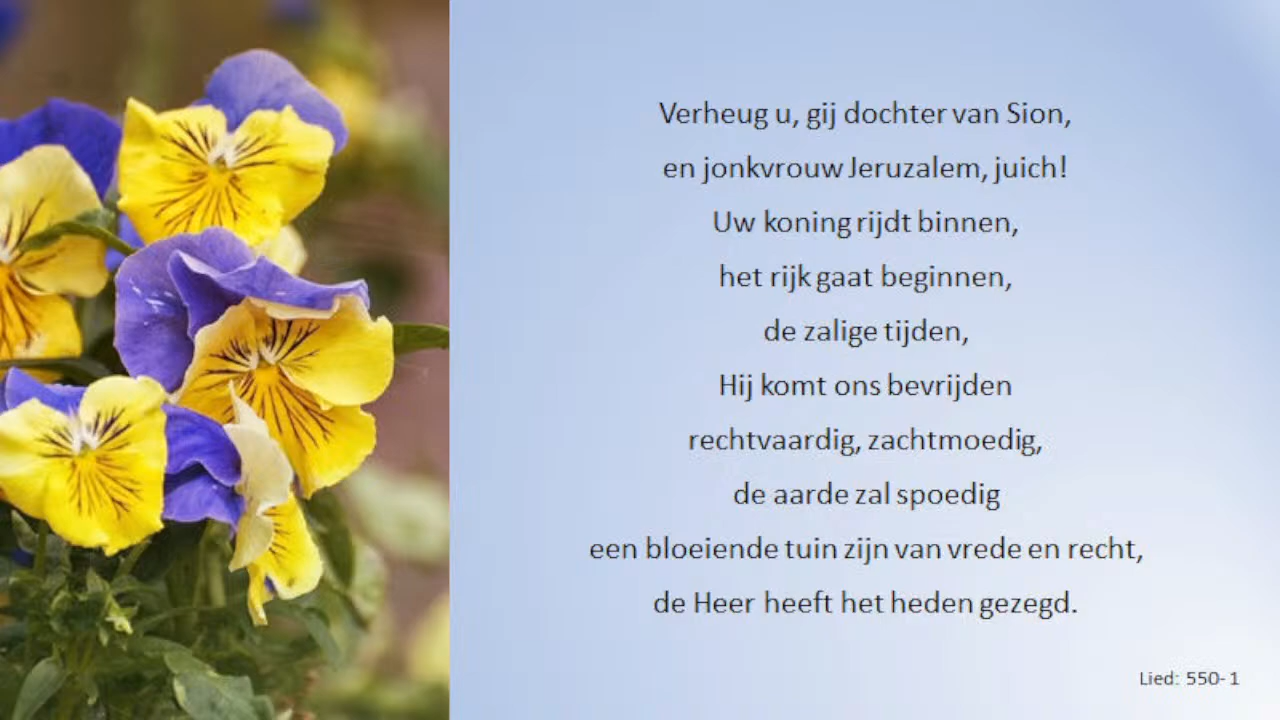 Verheug u, gij dochter van Sion,
en jonkvrouw Jeruzalem, juich!
Uw koning rijdt binnen,
het rijk gaat beginnen,
de zalige tijden,
Hij komt ons bevrijden
rechtvaardig, zachtmoedig,
de aarde zal spoedig
een bloeiende tuin zijn van vrede en recht,
de Heer heeft het heden gezegd.
Lied: 550-1